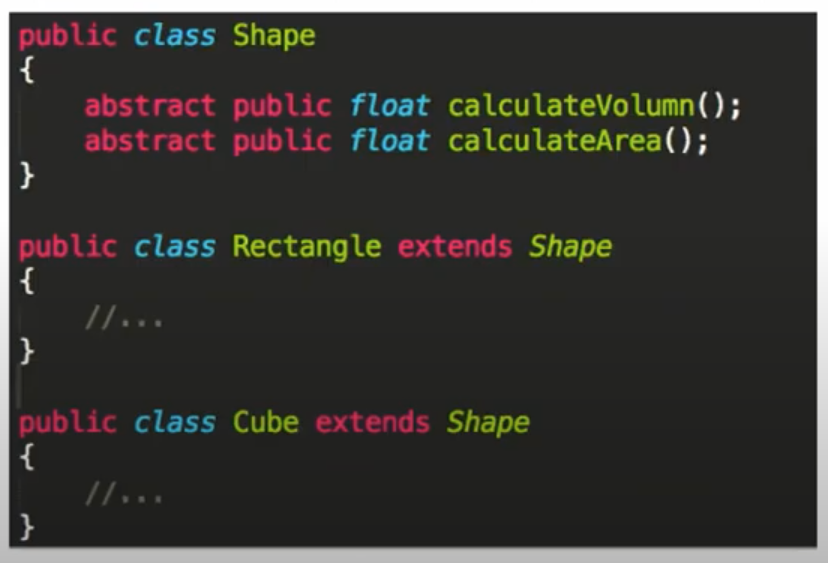 public class Shape
{
abstract public float calculateVolumn();
abstract public float calculateArea();
}
public class Rectangle extends Shape
{
//...
}
public class Cube extends Shape
{
//...
}